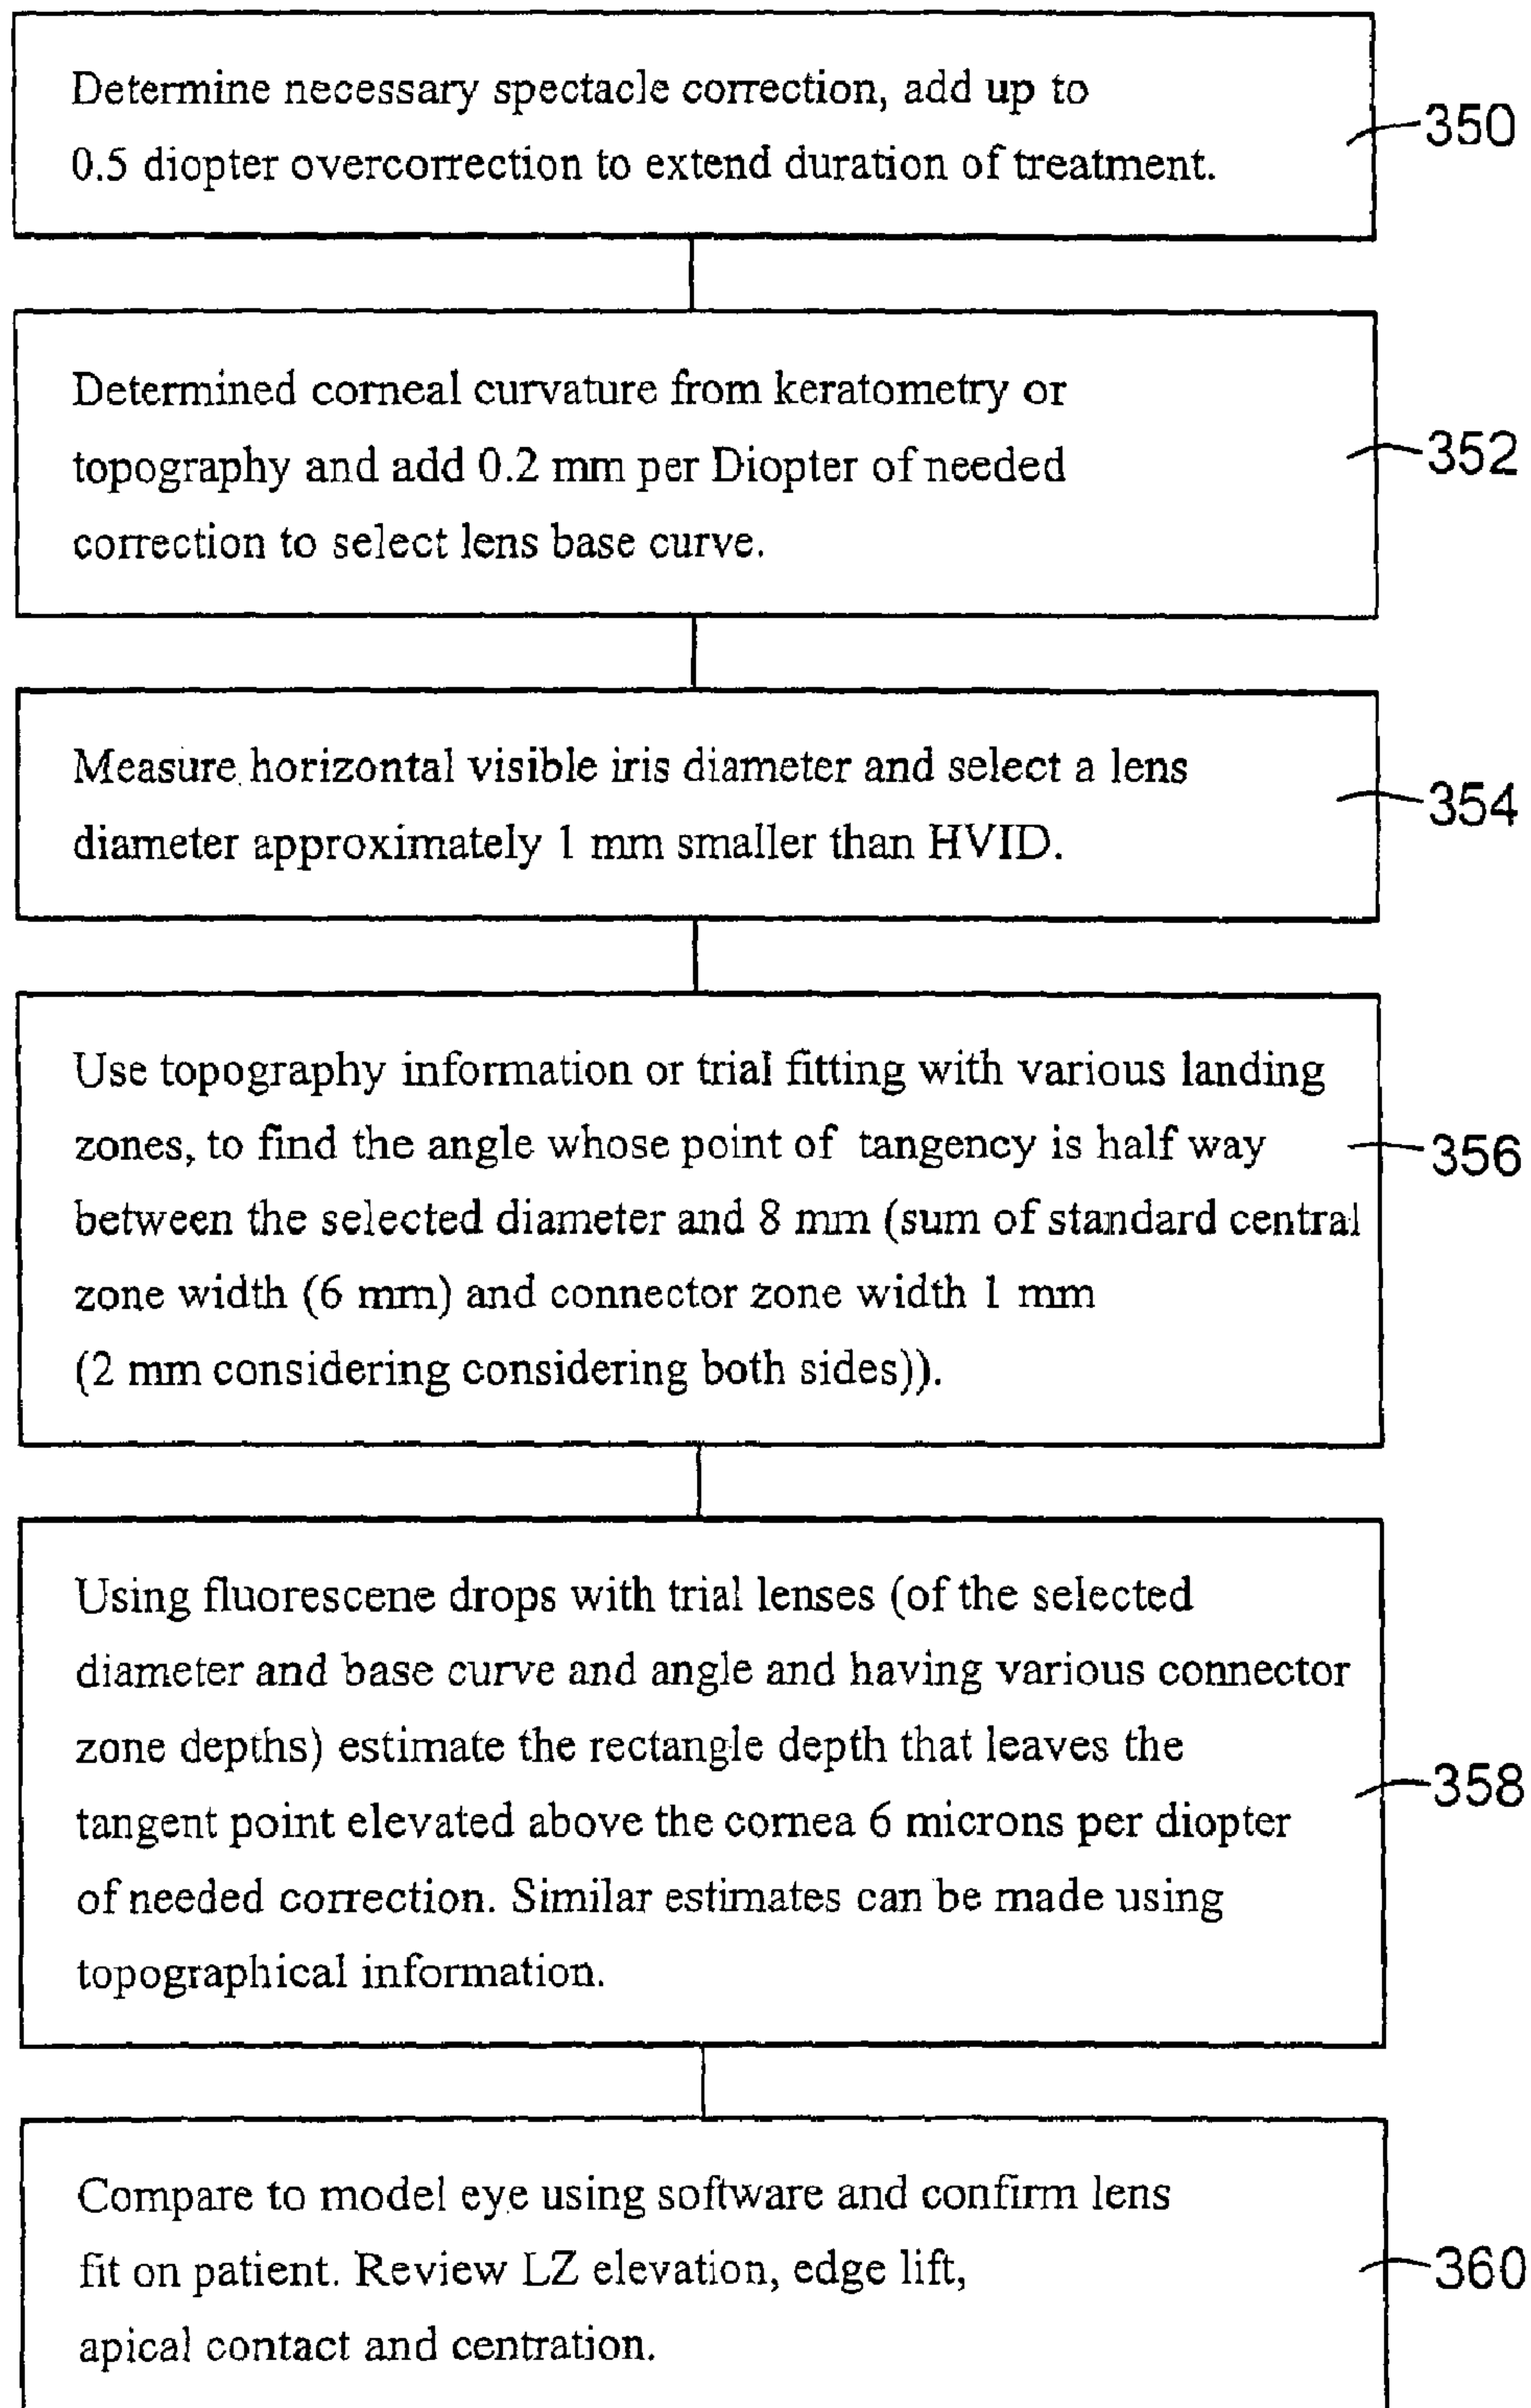 Determine necessary spectacle correction, add up to
0.5 diopter overcorrection to extend duration of treatment.
350
Determined corneal curvature from keratometry or
topography and add 0.2 mm per Diopter of needed
correction to select lens base curve.
352
Measure horizontal visible iris diameter and select a lens
diameter approximately 1 mm smaller than HVID.
354
Use topography information or trial fitting with various landing
zones, to find the angle whose point of tangency is half way
between the selected diameter and 8 mm (sum of standard central
zone width (6 mm) and connector zone width 1 mm
(2 mm considering considering both sides)).
356
Using fluorescene drops with trial lenses (of the selected
diameter and base curve and angle and having various connector
zone depths) estimate the rectangle depth that leaves the
tangent point elevated above the cornea 6 microns per diopter
of needed correction. Similar estimates can be made using
topographical information.
358
Compare to model eye using software and confirm lens
fit on patient. Review LZ elevation, edge lift,
apical contact and centration.
360